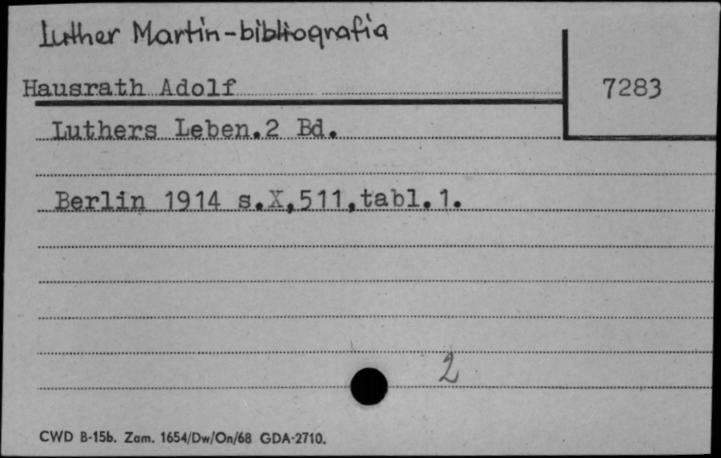 Luther Martin-bibliografia
Hausrath Adolf
7283
Luthers Leben.2 Bd.
Berlin 1914 s.X,511,tabl.1.
2
CWD B-15b. Zam. 1654/Dw/On/68 GDA-2710.